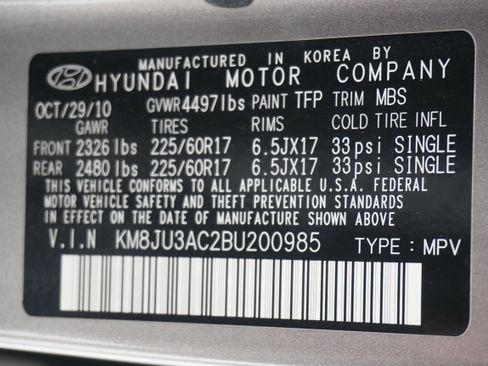 MANUFACTURED IN KOREA BY
HYUNDAI MOTOR COMPANY
OCT/29/10 GVWR 4497 lbs PAINT TFP TRIM MBS
GAWR TIRES RIMS COLD TIRE INFL
FRONT 2326 lbs 225/60R17 6.5JX17 33psi SINGLE
REAR 2480 lbs 225/60R17 6.5JX17 33psi SINGLE
THIS VEHICLE CONFORMS TO ALL APPLICABLE U.S.A. FEDERAL
MOTOR VEHICLE SAFETY, BUMPER, AND THEFT PREVENTION
STANDARDS IN EFFECT ON THE DATE OF MANUFACTURE SHOWN ABOVE.
V.I.N KM8JU3AC2BU200985 TYPE: MPV